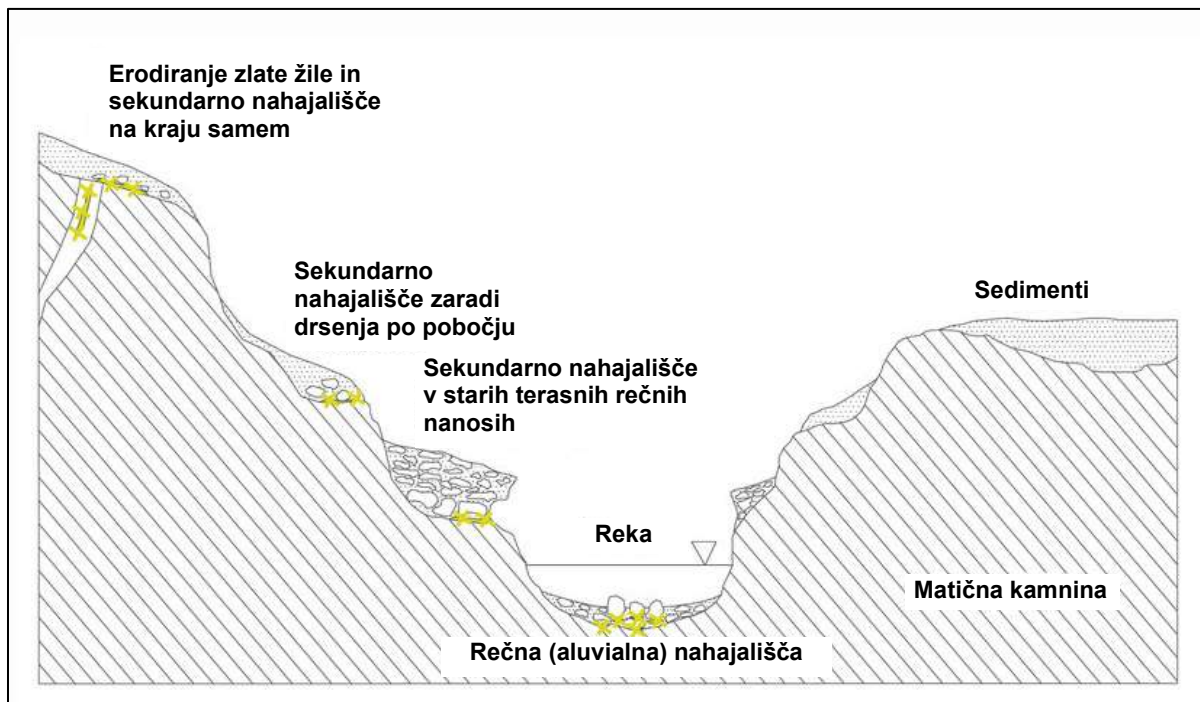 Erodiranje zlate žile in
sekundarno nahajališče
na kraju samem
Sekundarno
nahajališče zaradi
drsenja po pobočju
Sedimenti
Sekundarno nahajališče
v starih terasnih rečnih
nanosih
Reka
Matična kamnina
Rečna (aluvialna) nahajališča